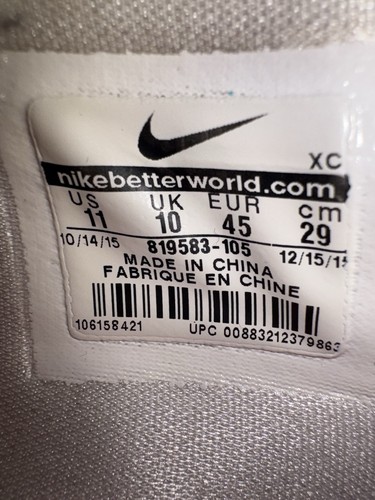 XC
nikebetterworld.com
US UK EUR cm
11 10 45 29
10/14/15 819583-105 12/15/1
MADE IN CHINA
FABRIQUE EN CHINE
106158421 UPC 00883212379863